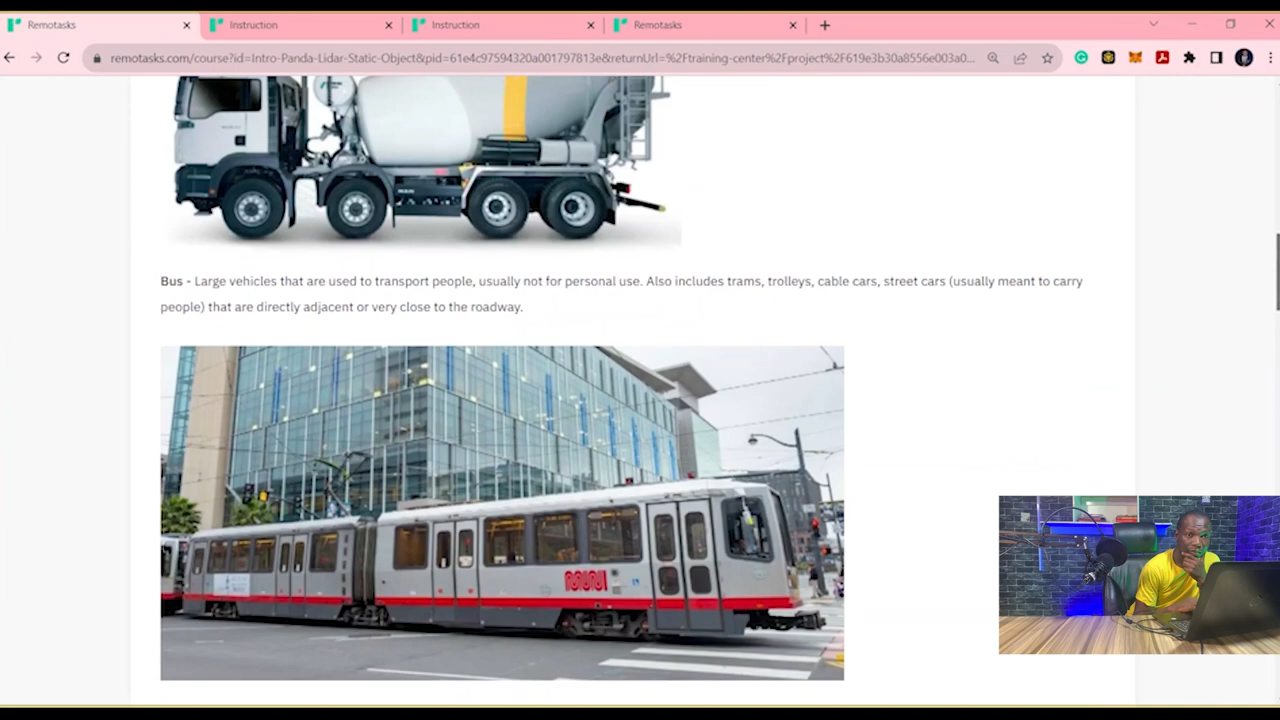 Remotasks
Instruction
Instruction
Remotasks
remotasks.com/course?id=Intro-Panda-Lidar-Static-Object&pid=61e4c97594320a001797813e&returnUrl=%2Ftraining-center%2Fproject%2F619e3b30a8556e003a0...
Bus - Large vehicles that are used to transport people, usually not for personal use. Also includes trams, trolleys, cable cars, street cars (usually meant to carry
people) that are directly adjacent or very close to the roadway.